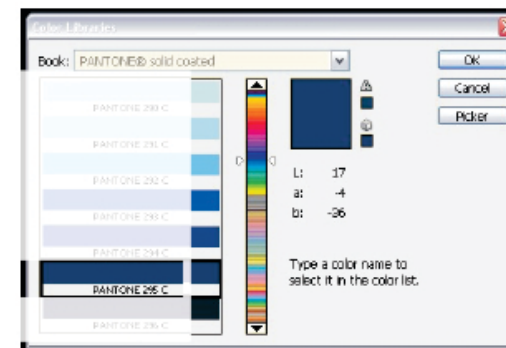 Color Libraries
Book: PANTONE® solid coated
OK
Cancel
Picker
PANTONE 290 C
PANTONE 291 C
PANTONE 292 C
PANTONE 293 C
PANTONE 294 C
PANTONE 295 C
PANTONE 296 C
L: 17
a: -4
b: -36
Type a color name to
select it in the color list.